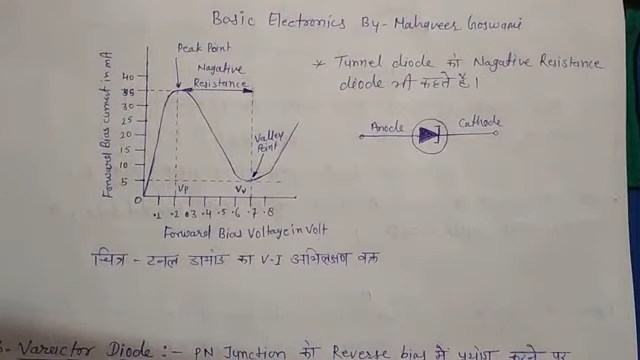 Basic Electronics By- Mahaveer Goswami
Peak Point
Nagative
Resistance
Forward Bias current in mA
40
35
30
25
20
15
10
5
0
Valley
Point
Vp
Vv
.1 .2 .3 .4 .5 .6 .7 .8
Forward Bias Voltage in Volt
चित्र - टनल डायोड का V-I अभिलक्षण वक्र
* Tunnel diode को Nagative Resistance
diode भी कहते हैं।
Anode
Cathode
Varactor Diode :- PN Junction को Reverse bias में प्रयोग करने पर